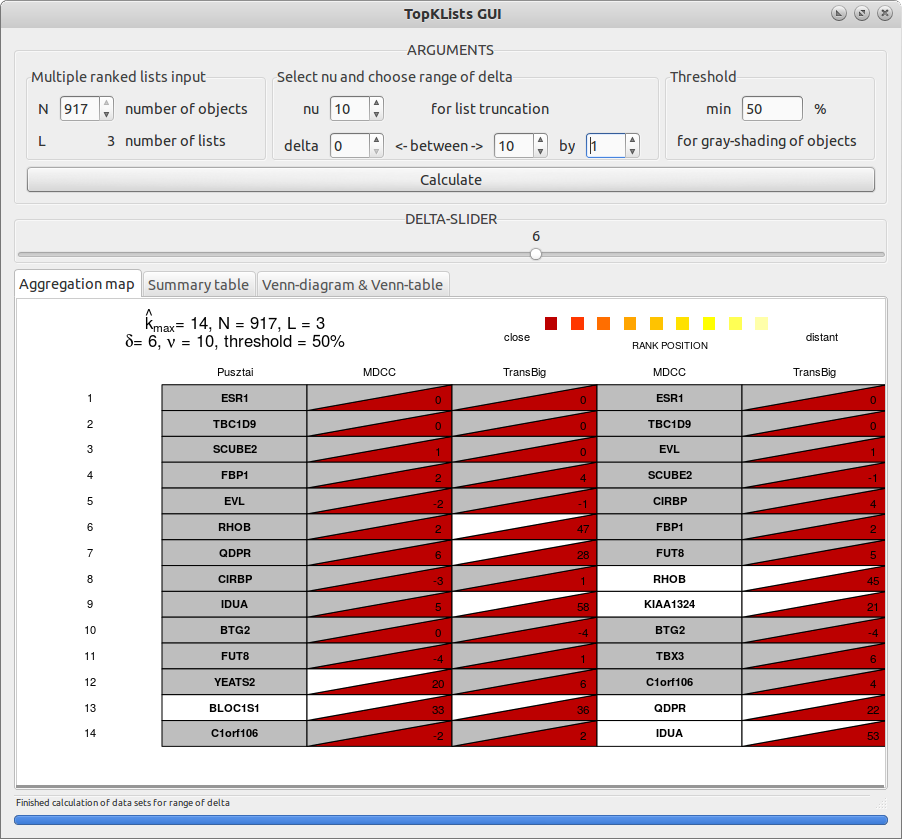 TopKLists GUI
ARGUMENTS
Multiple ranked lists input Select nu and choose range of delta Threshold
N 917 number of objects nu 10 for list truncation min 50 %
L 3 number of lists delta 0 <- between -> 10 by 1 for gray-shading of objects
Calculate
DELTA-SLIDER
6
Aggregation map Summary table Venn-diagram & Venn-table
k̂max= 14, N = 917, L = 3
δ= 6, ν = 10, threshold = 50%
close distant
RANK POSITION
Pusztai MDCC TransBig MDCC TransBig
1 ESR1 0 0 ESR1 0
2 TBC1D9 0 0 TBC1D9 0
3 SCUBE2 1 0 EVL 1
4 FBP1 2 4 SCUBE2 -1
5 EVL -2 -1 CIRBP 4
6 RHOB 2 47 FBP1 2
7 QDPR 6 28 FUT8 5
8 CIRBP -3 1 RHOB 45
9 IDUA 5 58 KIAA1324 21
10 BTG2 0 -4 BTG2 -4
11 FUT8 -4 1 TBX3 6
12 YEATS2 20 6 C1orf106 4
13 BLOC1S1 33 36 QDPR 22
14 C1orf106 -2 2 IDUA 53
Finished calculation of data sets for range of delta